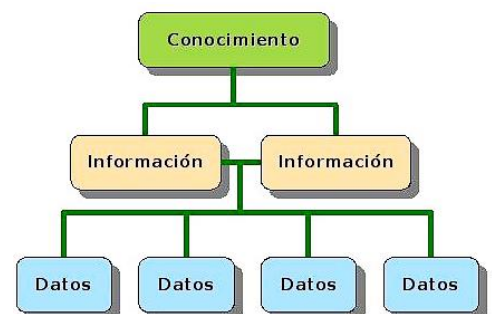 Conocimiento
Información Información
Datos Datos Datos Datos